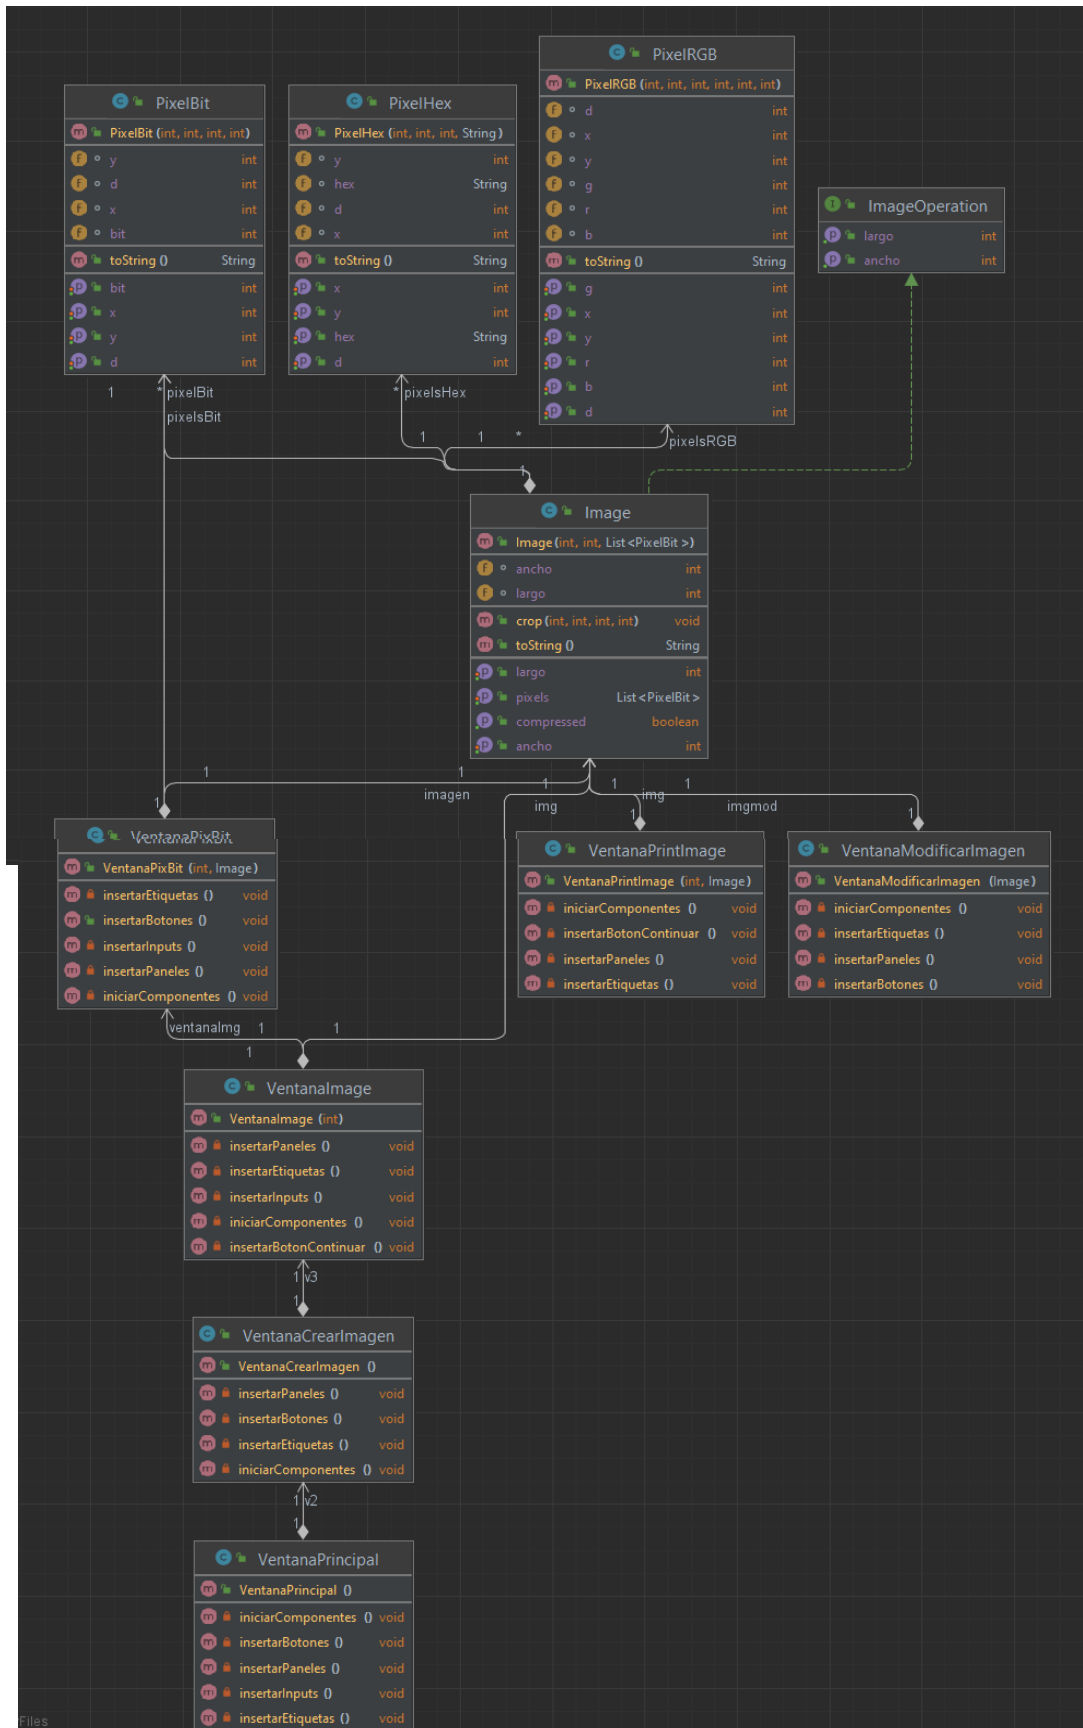 PixelRGB
PixelRGB (int, int, int, int, int, int)
d int
x int
y int
g int
r int
b int
toString () String
g int
x int
y int
r int
b int
d int
PixelBit
PixelBit (int, int, int, int)
y int
d int
x int
bit int
toString () String
bit int
x int
y int
d int
PixelHex
PixelHex (int, int, int, String)
y int
hex String
d int
x int
toString () String
x int
y int
hex String
d int
ImageOperation
largo int
ancho int
1 * pixelBit
pixelsBit
* pixelsHex
1 1 *
pixelsRGB
1
Image
Image (int, int, List<PixelBit>)
ancho int
largo int
crop (int, int, int, int) void
toString () String
largo int
pixels List<PixelBit>
compressed boolean
ancho int
1 1 1 1 1
imagen img img imgmod
1 1 1
VentanaPixBit
VentanaPixBit (int, Image)
insertarEtiquetas () void
insertarBotones () void
insertarInputs () void
insertarPaneles () void
iniciarComponentes () void
VentanaPrintImage
VentanaPrintImage (int, Image)
iniciarComponentes () void
insertarBotonContinuar () void
insertarPaneles () void
insertarEtiquetas () void
VentanaModificarImagen
VentanaModificarImagen (Image)
iniciarComponentes () void
insertarEtiquetas () void
insertarPaneles () void
insertarBotones () void
ventanaImg 1 1
1
VentanaImage
VentanaImage (int)
insertarPaneles () void
insertarEtiquetas () void
insertarInputs () void
iniciarComponentes () void
insertarBotonContinuar () void
1 v3
1
VentanaCrearImagen
VentanaCrearImagen ()
insertarPaneles () void
insertarBotones () void
insertarEtiquetas () void
iniciarComponentes () void
1 v2
1
VentanaPrincipal
VentanaPrincipal ()
iniciarComponentes () void
insertarBotones () void
insertarPaneles () void
insertarInputs () void
insertarEtiquetas () void
Files